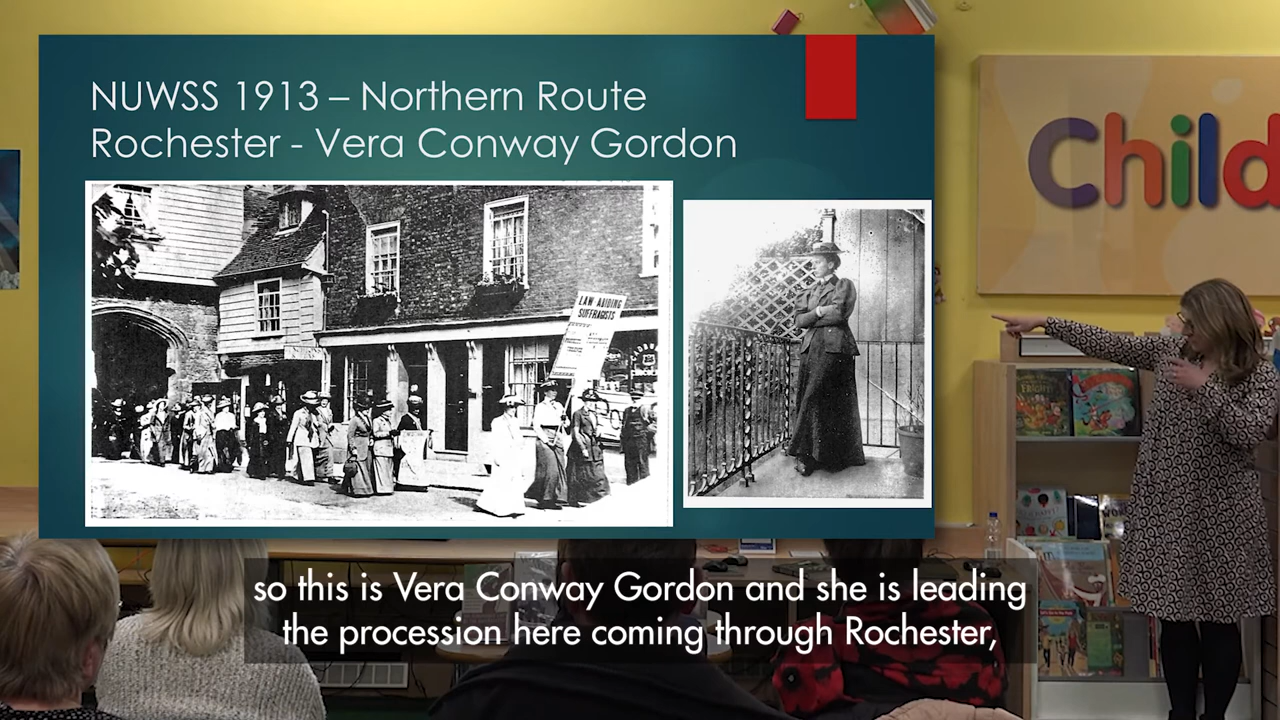 NUWSS 1913 – Northern Route
Rochester - Vera Conway Gordon
LAW-ABIDING
SUFFRAGISTS
Child
so this is Vera Conway Gordon and she is leading
the procession here coming through Rochester,